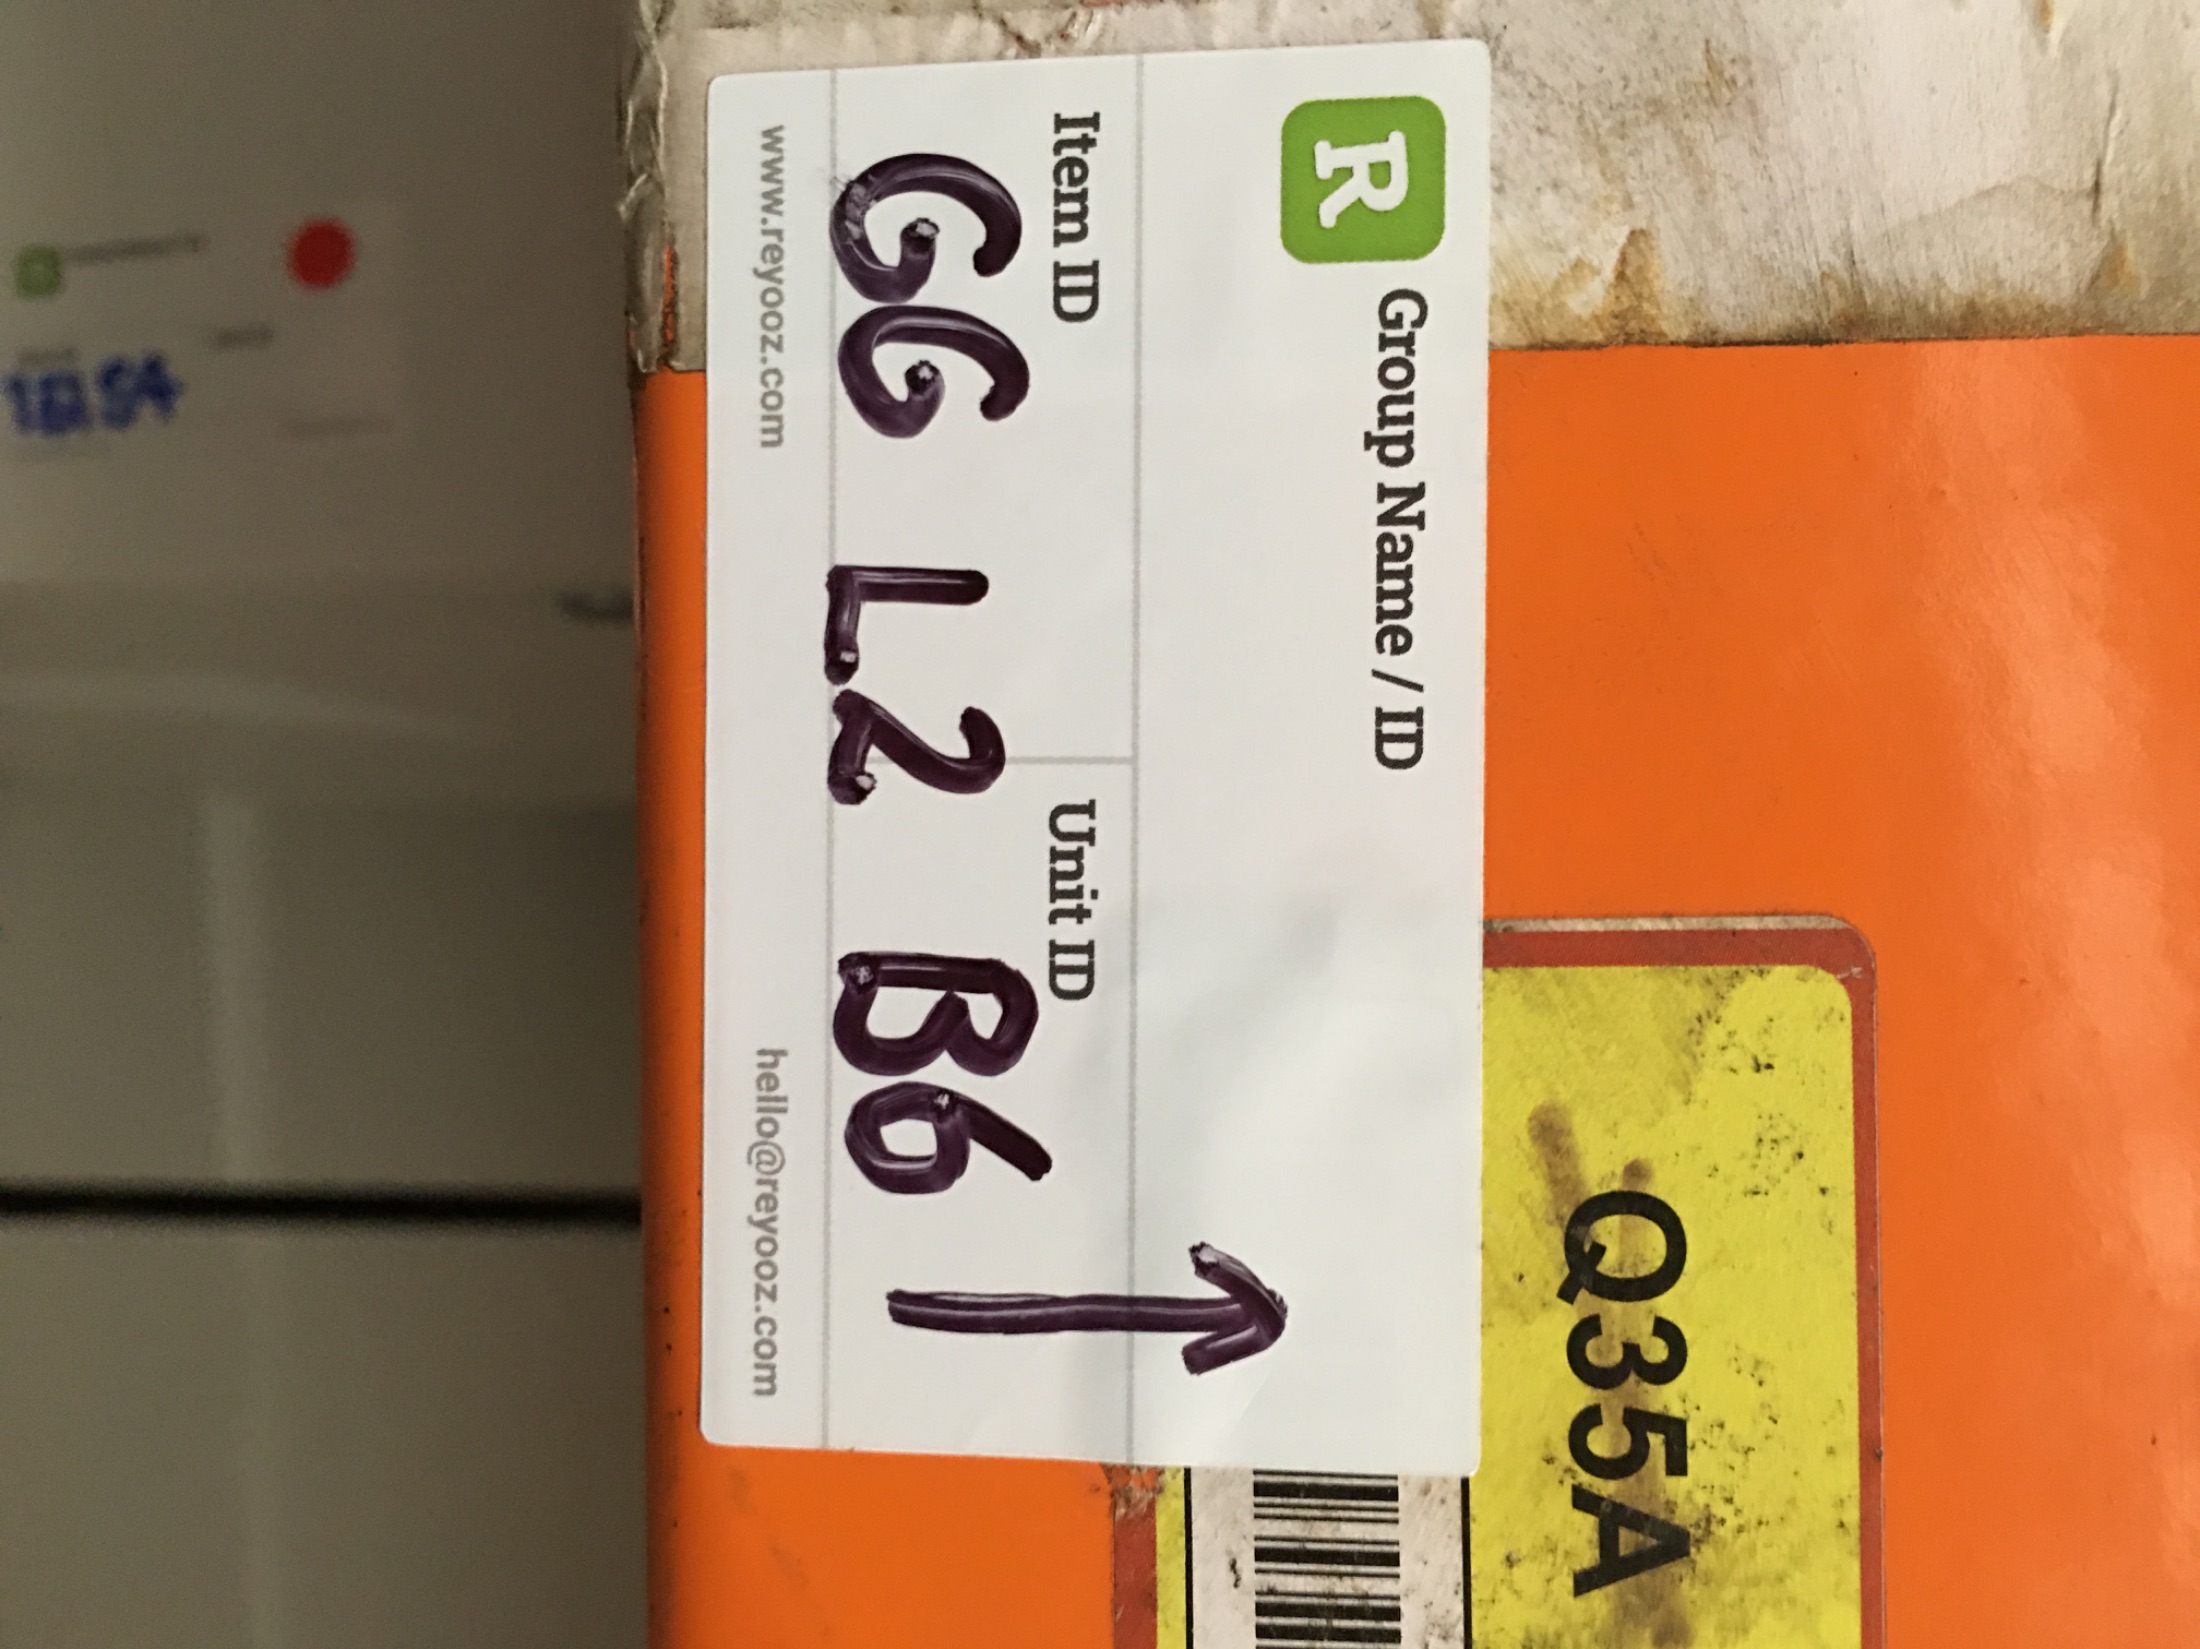 R Group Name / ID
Item ID Unit ID
GG L2 B6 ↑
www.reyooz.com hello@reyooz.com
Q35A